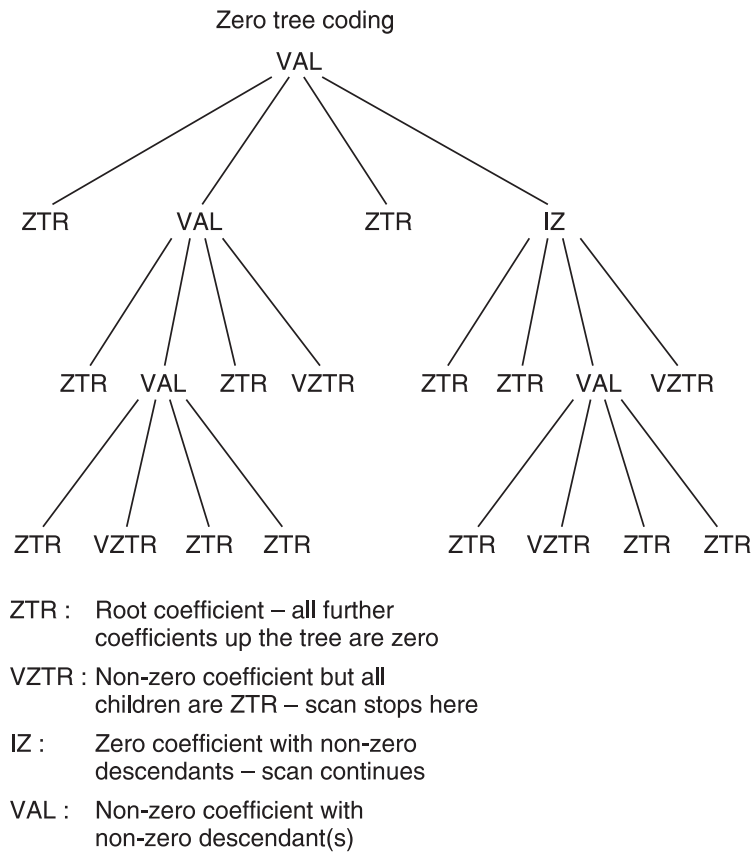 Zero tree coding
VAL
ZTR VAL ZTR IZ
ZTR VAL ZTR VZTR ZTR ZTR VAL VZTR
ZTR VZTR ZTR ZTR ZTR VZTR ZTR ZTR
ZTR : Root coefficient – all further
coefficients up the tree are zero
VZTR : Non-zero coefficient but all
children are ZTR – scan stops here
IZ : Zero coefficient with non-zero
descendants – scan continues
VAL : Non-zero coefficient with
non-zero descendant(s)